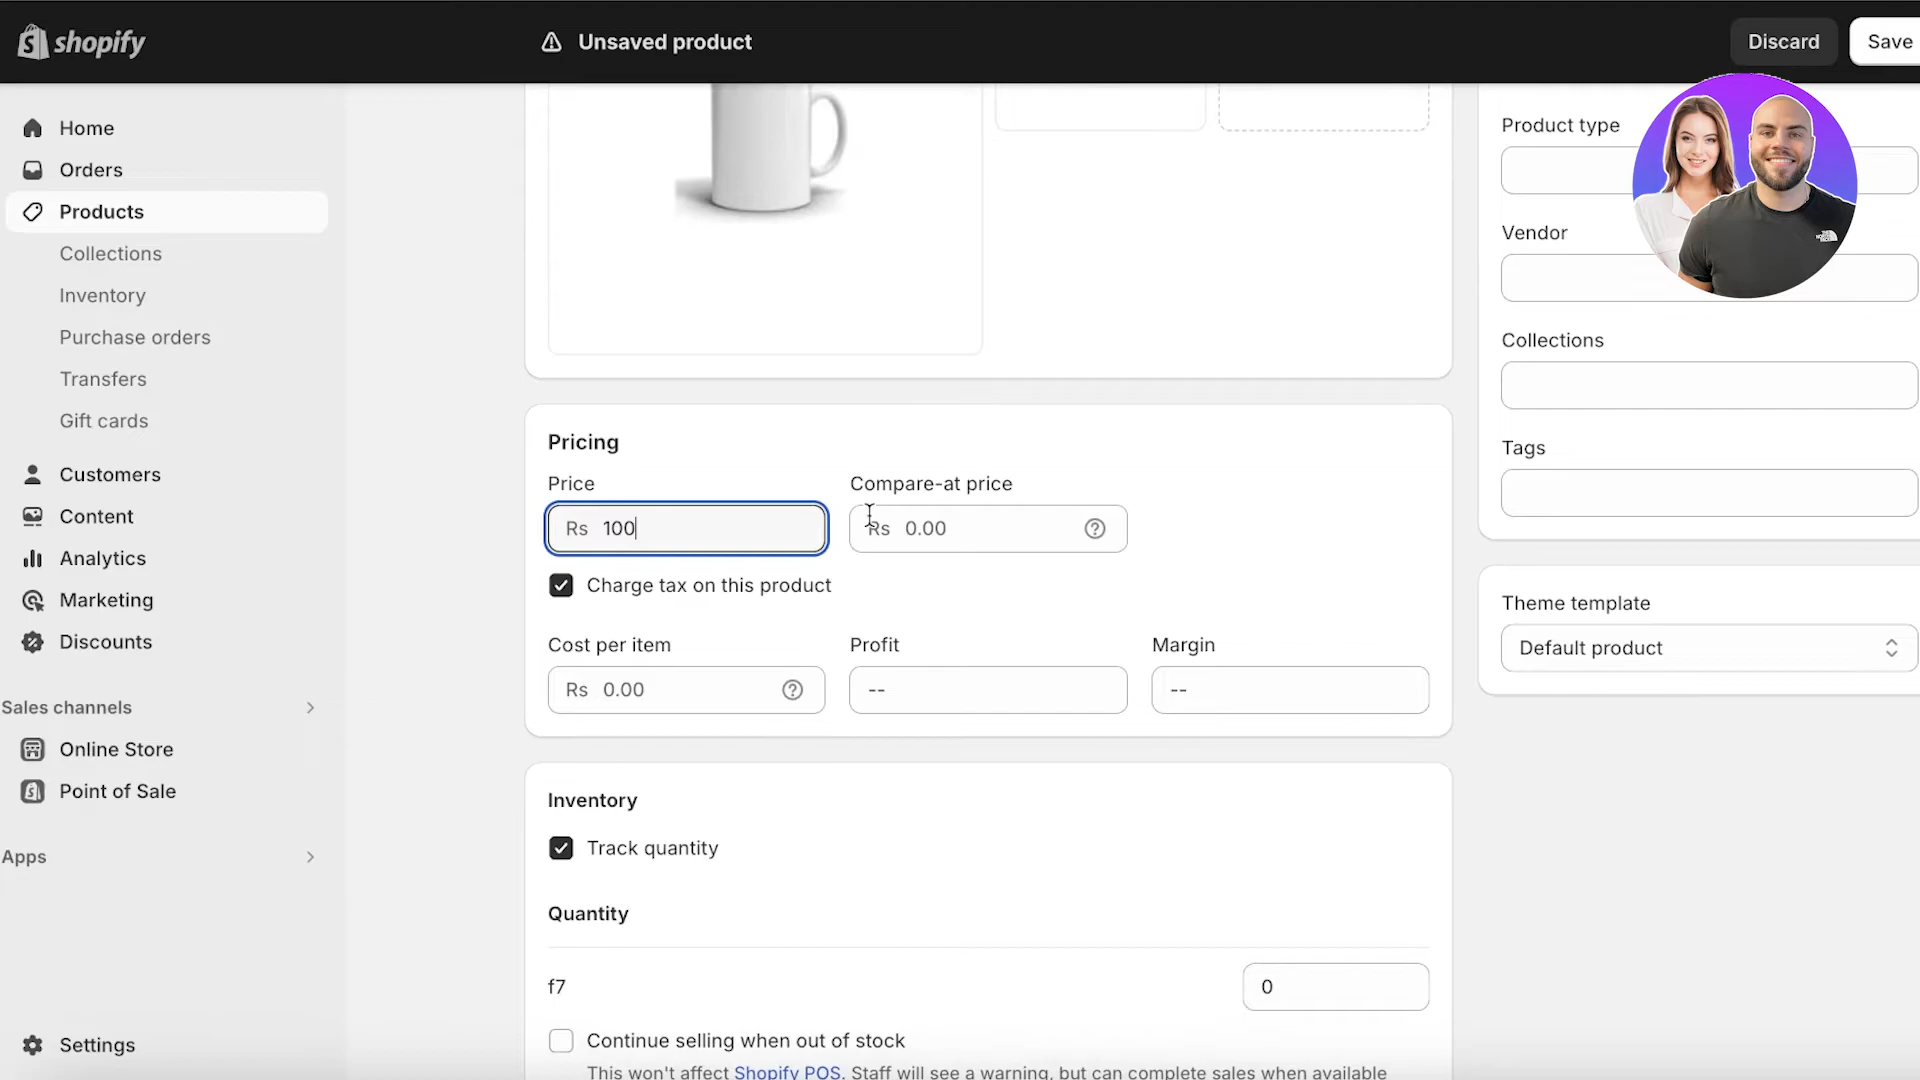 shopify
Unsaved product
Discard
Save
Home
Orders
Products
Collections
Inventory
Purchase orders
Transfers
Gift cards
Customers
Content
Analytics
Marketing
Discounts
Sales channels
Online Store
Point of Sale
Apps
Settings
Pricing
Price
Compare-at price
Rs 100
Rs 0.00
Charge tax on this product
Cost per item
Profit
Margin
Rs 0.00
--
--
Inventory
Track quantity
Quantity
f7
0
Continue selling when out of stock
This won't affect Shopify POS. Staff will see a warning, but can complete sales when available
Product type
Vendor
Collections
Tags
Theme template
Default product